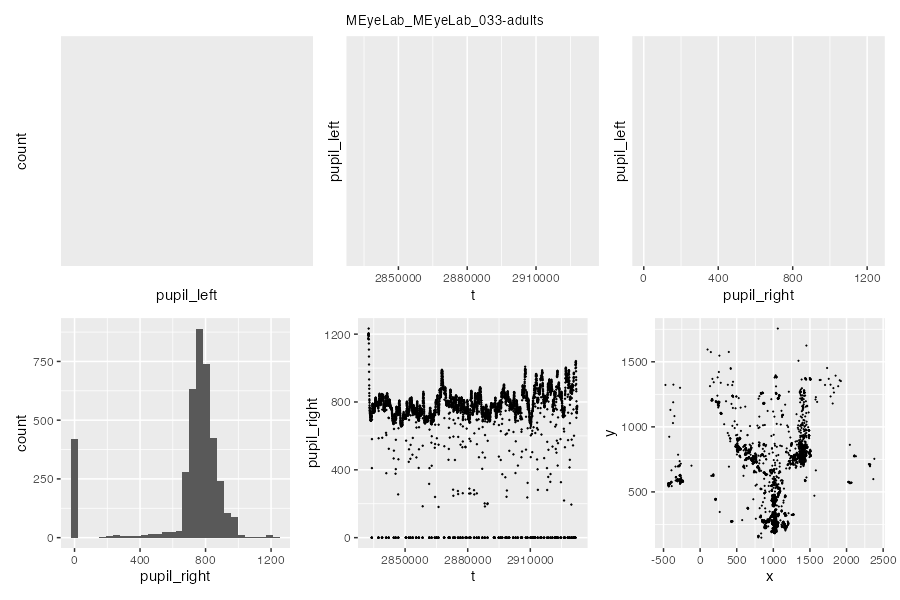 MEyeLab_MEyeLab_033-adults
count
pupil_left
pupil_left
2850000 2880000 2910000
t
pupil_left
0 400 800 1200
pupil_right
count
750
500
250
0
0 400 800 1200
pupil_right
pupil_right
1200
800
400
0
2850000 2880000 2910000
t
y
1500
1000
500
-500 0 500 1000 1500 2000 2500
x